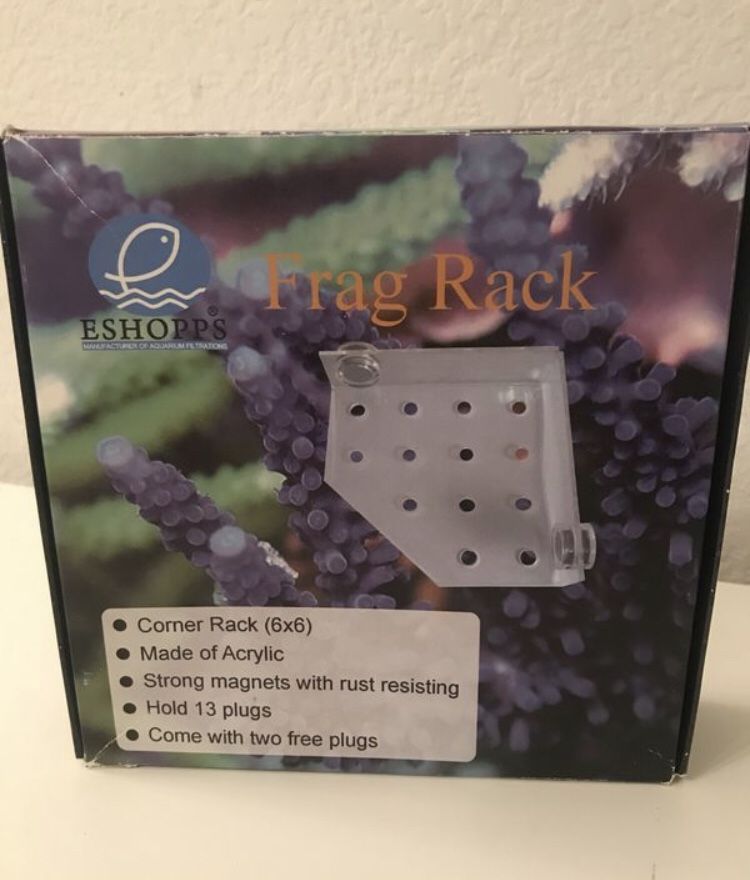 Frag Rack
®
ESHOPPS
MANUFACTURER OF AQUARIUM FILTRATIONS
● Corner Rack (6x6)
● Made of Acrylic
● Strong magnets with rust resisting
● Hold 13 plugs
● Come with two free plugs